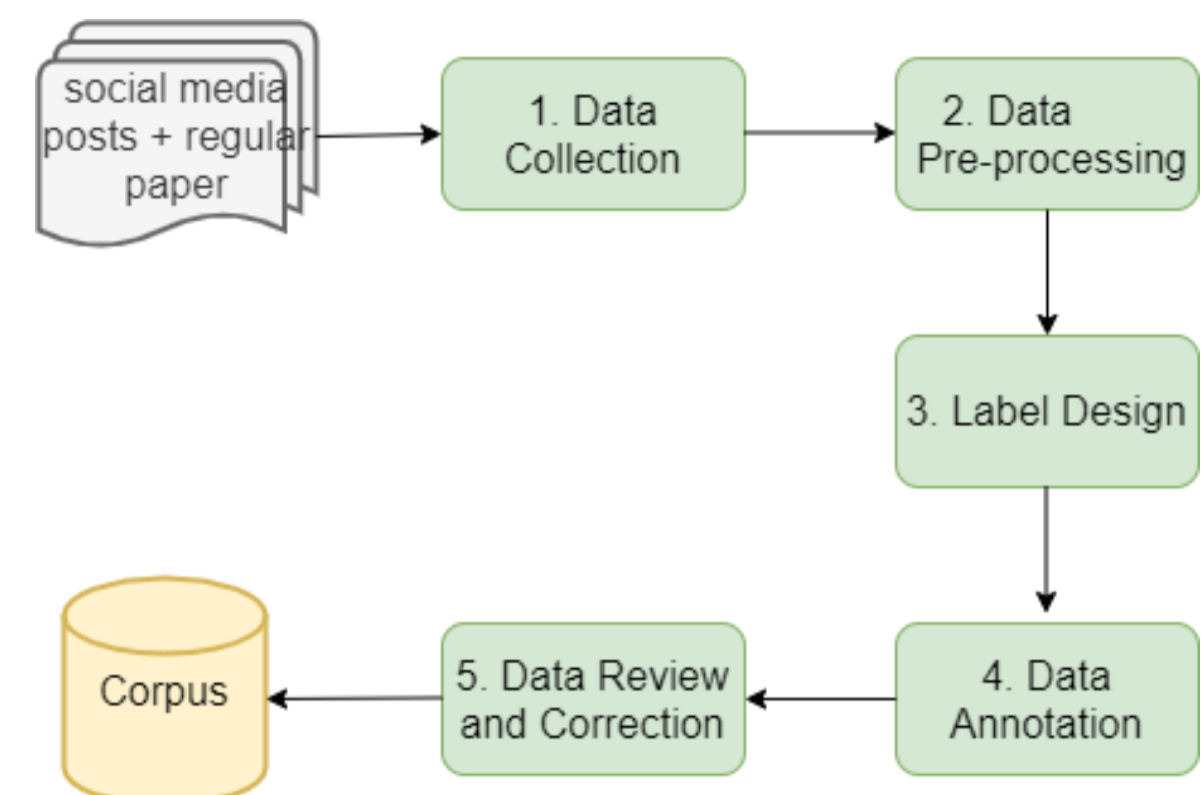 social media
posts + regular
paper
1. Data
Collection
2. Data
Pre-processing
3. Label Design
4. Data
Annotation
5. Data Review
and Correction
Corpus